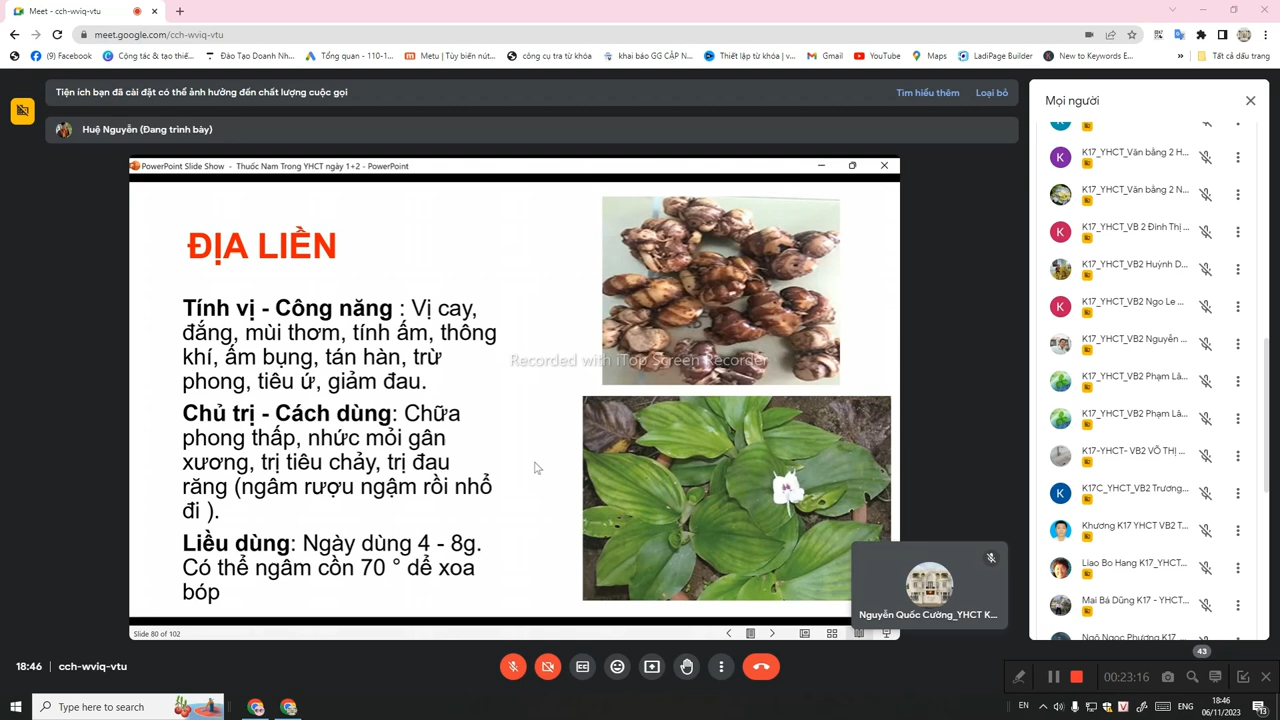 Meet - cch-wviq-vtu
meet.google.com/cch-wviq-vtu
(3) Facebook
Công tác & tạo thiế...
Đào Tạo Doanh Nh...
Tổng quan - 110-1...
Metu | Tùy biến nút...
công cụ tra từ khóa
khai báo GG CẬP N...
Thiết lập từ khóa | v...
Gmail
YouTube
Maps
LadiPage Builder
New to Keywords E...
»
Tất cả dấu trang
Tiện ích bạn đã cài đặt có thể ảnh hưởng đến chất lượng cuộc gọi
Tìm hiểu thêm
Loại bỏ
Huệ Nguyễn (Đang trình bày)
PowerPoint Slide Show - Thuốc Nam Trong YHCT ngày 1+2 - PowerPoint
ĐỊA LIỀN
Tính vị - Công năng : Vị cay,
đắng, mùi thơm, tính ấm, thông
khí, ấm bụng, tán hàn, trừ
phong, tiêu ứ, giảm đau.
Chủ trị - Cách dùng: Chữa
phong thấp, nhức mỏi gân
xương, trị tiêu chảy, trị đau
răng (ngâm rượu ngậm rồi nhổ
đi ).
Liều dùng: Ngày dùng 4 - 8g.
Có thể ngâm cồn 70 ° dể xoa
bóp
Recorded with iTop Screen Recorder
Nguyễn Quốc Cường_YHCT K...
Slide 80 of 102
Mọi người
K
K
K17_YHCT_Văn bằng 2 H...
K17_YHCT_Văn bằng 2 N...
K
K17_YHCT_VB 2 Đinh Thị ...
K17_YHCT_VB2 Huỳnh D...
K
K17_YHCT_VB2 Ngo Le ...
K17_YHCT_VB2 Nguyễn ...
K17_YHCT_VB2 Phạm Lâ...
K17_YHCT_VB2 Phạm Lâ...
K17-YHCT- VB2 VÕ THỊ ...
K
K17C_YHCT_VB2 Trương...
Khương K17 YHCT VB2 T...
Liao Bo Hang K17_YHCT...
Mai Bá Dũng K17 - YHCT...
Ngô Ngọc Phượng K17 ...
43
18:46
cch-wviq-vtu
00:23:16
Type here to search
EN
V
ENG
18:46
06/11/2023
13